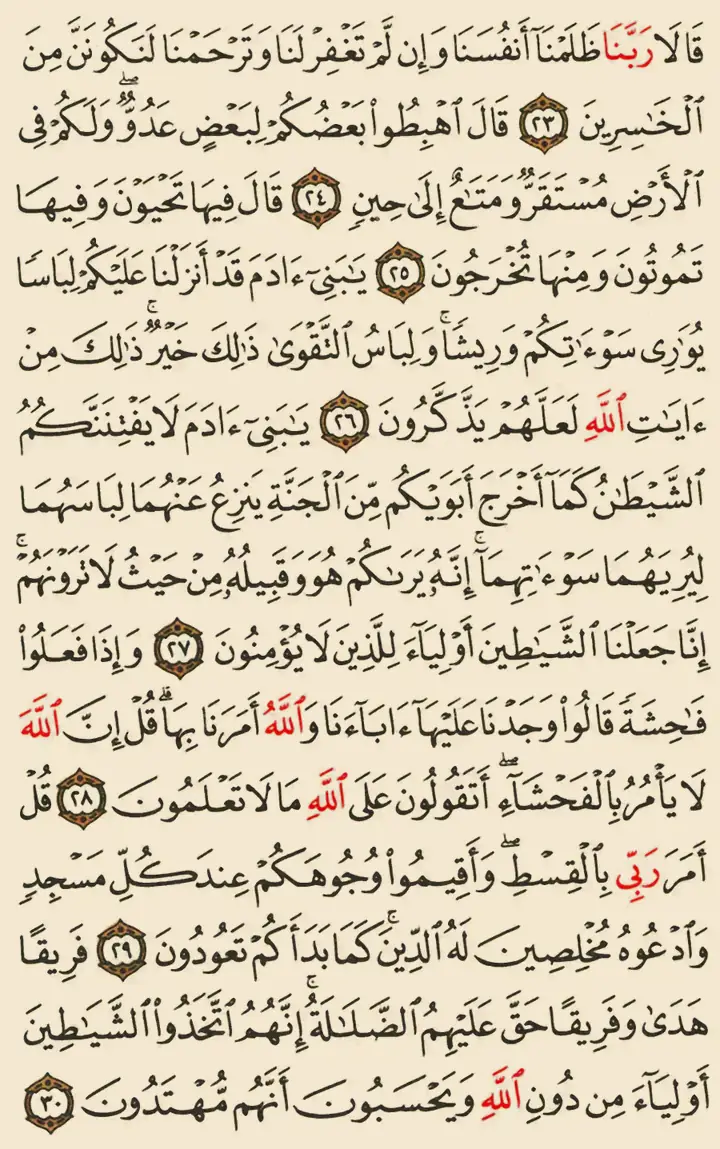 قَالَا رَبَّنَا ظَلَمْنَآ أَنفُسَنَا وَإِن لَّمْ تَغْفِرْ لَنَا وَتَرْحَمْنَا لَنَكُونَنَّ مِنَ
ٱلْخَـٰسِرِينَ ٢٣ قَالَ ٱهْبِطُوا۟ بَعْضُكُمْ لِبَعْضٍ عَدُوٌّۖ وَلَكُمْ فِى
ٱلْأَرْضِ مُسْتَقَرٌّ وَمَتَـٰعٌ إِلَىٰ حِينٍ ٢٤ قَالَ فِيهَا تَحْيَوْنَ وَفِيهَا
تَمُوتُونَ وَمِنْهَا تُخْرَجُونَ ٢٥ يَـٰبَنِىٓ ءَادَمَ قَدْ أَنزَلْنَا عَلَيْكُمْ لِبَاسًا
يُوَٰرِى سَوْءَٰتِكُمْ وَرِيشًاۖ وَلِبَاسُ ٱلتَّقْوَىٰ ذَٰلِكَ خَيْرٌۚ ذَٰلِكَ مِنْ
ءَايَـٰتِ ٱللَّهِ لَعَلَّهُمْ يَذَّكَّرُونَ ٢٦ يَـٰبَنِىٓ ءَادَمَ لَا يَفْتِنَنَّكُمُ
ٱلشَّيْطَـٰنُ كَمَآ أَخْرَجَ أَبَوَيْكُم مِّنَ ٱلْجَنَّةِ يَنزِعُ عَنْهُمَا لِبَاسَهُمَا
لِيُرِيَهُمَا سَوْءَٰتِهِمَآۚ إِنَّهُۥ يَرَىٰكُمْ هُوَ وَقَبِيلُهُۥ مِنْ حَيْثُ لَا تَرَوْنَهُمْۗ
إِنَّا جَعَلْنَا ٱلشَّيَـٰطِينَ أَوْلِيَآءَ لِلَّذِينَ لَا يُؤْمِنُونَ ٢٧ وَإِذَا فَعَلُوا۟
فَـٰحِشَةً قَالُوا۟ وَجَدْنَا عَلَيْهَآ ءَابَآءَنَا وَٱللَّهُ أَمَرَنَا بِهَاۗ قُلْ إِنَّ ٱللَّهَ
لَا يَأْمُرُ بِٱلْفَحْشَآءِۖ أَتَقُولُونَ عَلَى ٱللَّهِ مَا لَا تَعْلَمُونَ ٢٨ قُلْ
أَمَرَ رَبِّى بِٱلْقِسْطِۖ وَأَقِيمُوا۟ وُجُوهَكُمْ عِندَ كُلِّ مَسْجِدٍ
وَٱدْعُوهُ مُخْلِصِينَ لَهُ ٱلدِّينَۚ كَمَا بَدَأَكُمْ تَعُودُونَ ٢٩ فَرِيقًا
هَدَىٰ وَفَرِيقًا حَقَّ عَلَيْهِمُ ٱلضَّلَـٰلَةُۚ إِنَّهُمُ ٱتَّخَذُوا۟ ٱلشَّيَـٰطِينَ
أَوْلِيَآءَ مِن دُونِ ٱللَّهِ وَيَحْسَبُونَ أَنَّهُم مُّهْتَدُونَ ٣٠